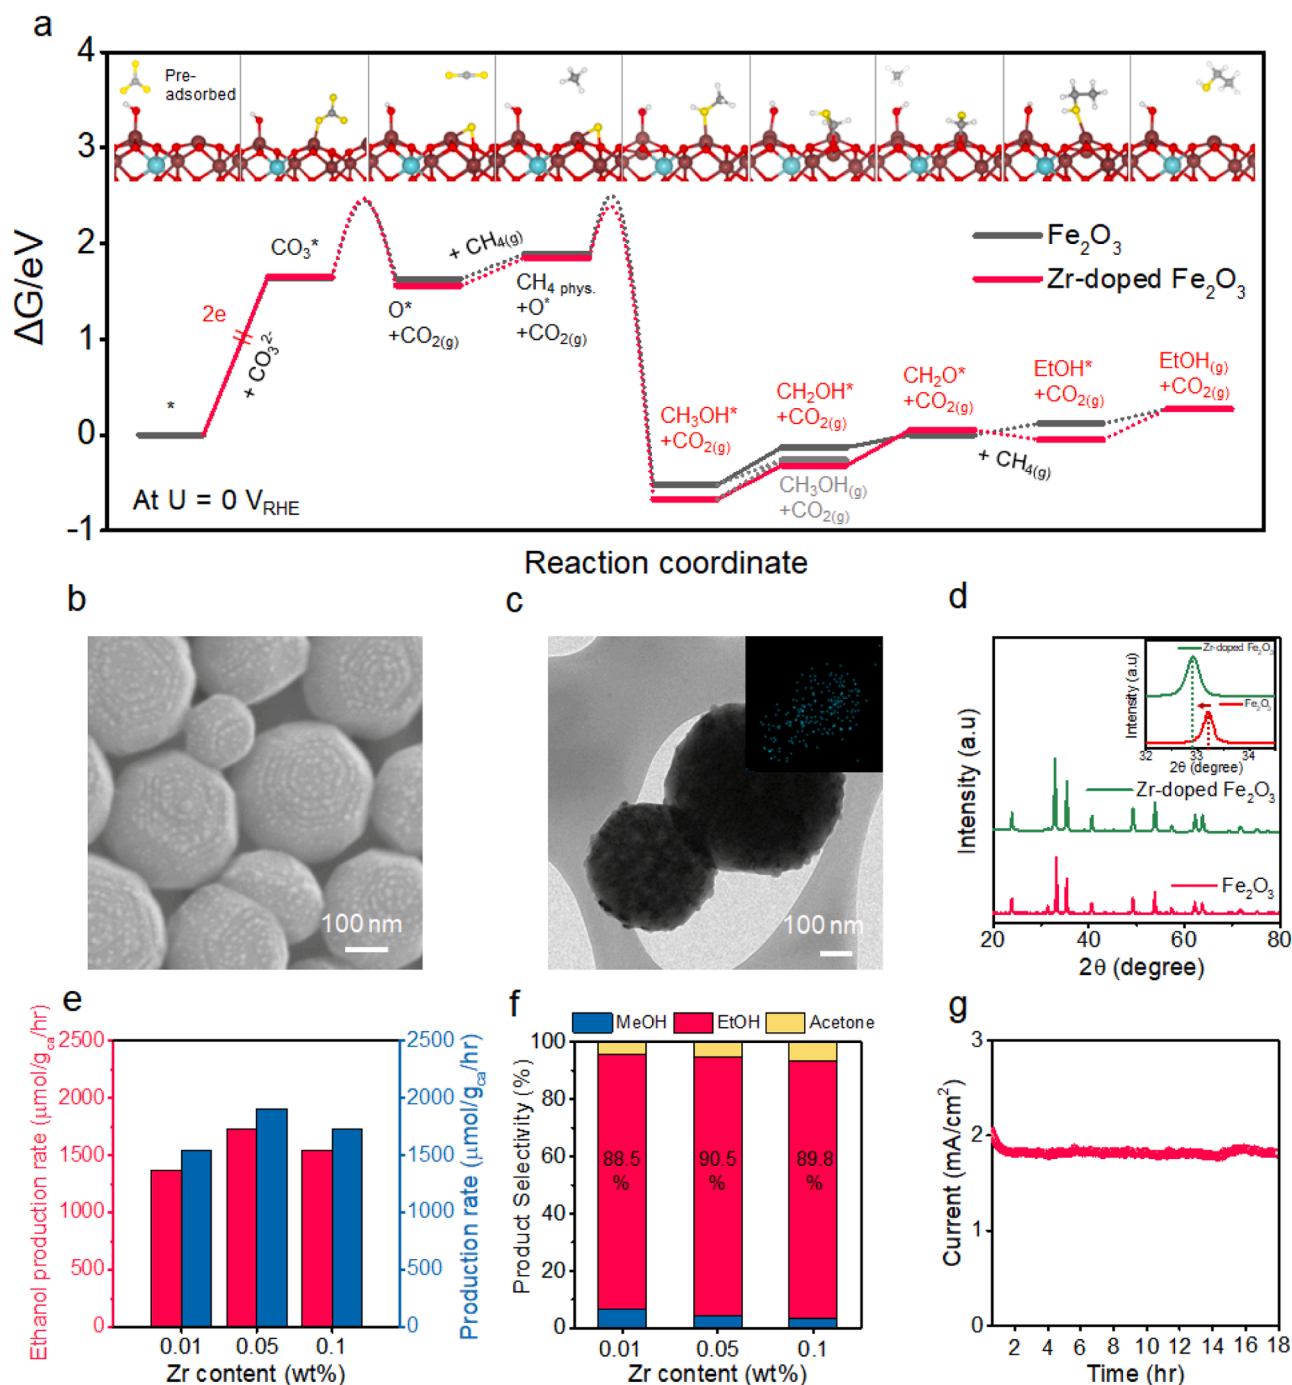 a
4
3
2
1
0
-1
ΔG/eV
Pre-
adsorbed
CO₃*
2e
+ CO₃²⁻
*
O*
+CO₂₍g₎
+ CH₄₍g₎
CH₄ phys.
+O*
+CO₂₍g₎
Fe₂O₃
Zr-doped Fe₂O₃
CH₃OH*
+CO₂₍g₎
CH₂OH*
+CO₂₍g₎
CH₃OH₍g₎
+CO₂₍g₎
CH₂O*
+CO₂₍g₎
+ CH₄₍g₎
EtOH*
+CO₂₍g₎
EtOH₍g₎
+CO₂₍g₎
At U = 0 V_RHE
Reaction coordinate
b
100 nm
c
100 nm
d
Intensity (a.u)
Zr-doped Fe₂O₃
Fe₂O₃
32 33 34
2θ (degree)
Intensity (a.u)
Zr-doped Fe₂O₃
Fe₂O₃
20 40 60 80
2θ (degree)
e
Ethanol production rate (μmol/g_ca/hr)
2500
2000
1500
1000
500
0
2500
2000
1500
1000
500
0
Production rate (μmol/g_ca/hr)
0.01 0.05 0.1
Zr content (wt%)
f
MeOH EtOH Acetone
Product Selectivity (%)
100
80
60
40
20
0
88.5
%
90.5
%
89.8
%
0.01 0.05 0.1
Zr content (wt%)
g
Current (mA/cm²)
3
2
1
0
2 4 6 8 10 12 14 16 18
Time (hr)